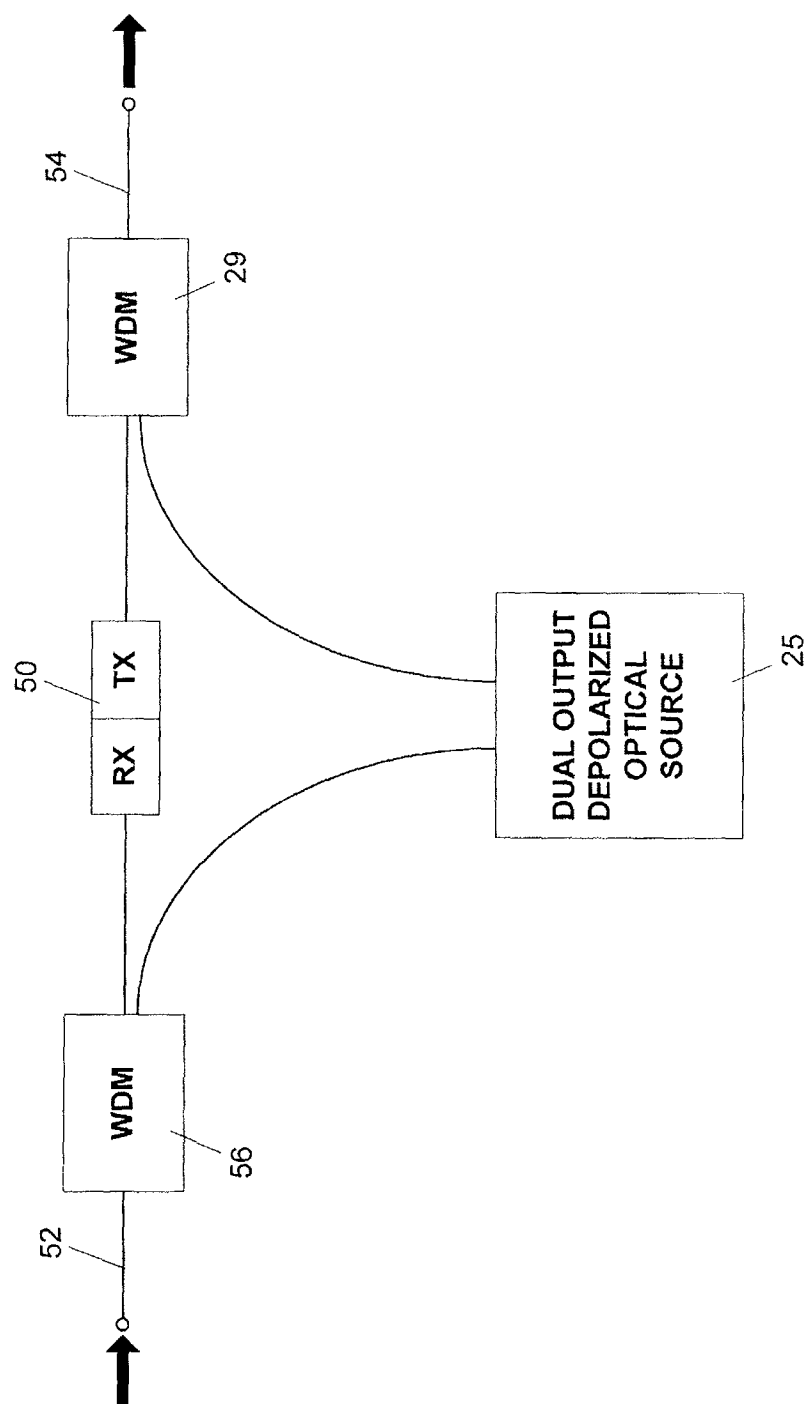 52
WDM
56
RX
TX
50
WDM
29
54
DUAL OUTPUT
DEPOLARIZED
OPTICAL
SOURCE
25